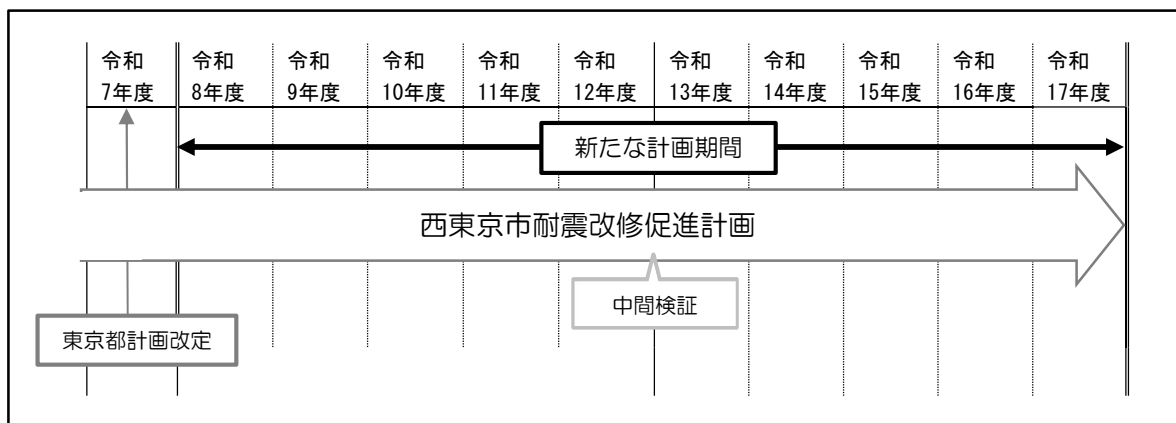 令和 令和 令和 令和 令和 令和 令和 令和 令和 令和 令和
7年度 8年度 9年度 10年度 11年度 12年度 13年度 14年度 15年度 16年度 17年度
新たな計画期間
西東京市耐震改修促進計画
中間検証
東京都計画改定